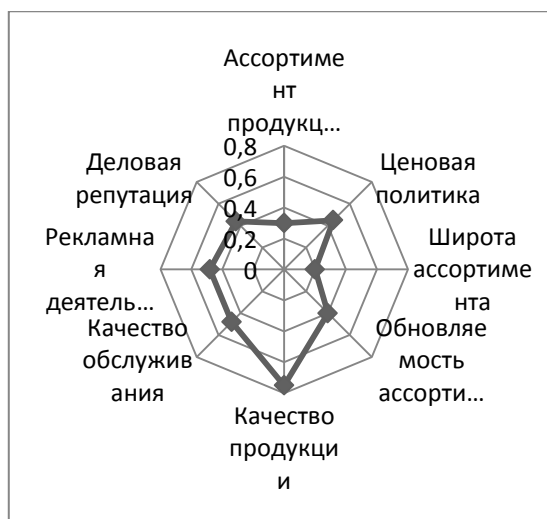 Ассортиме
нт
продукц…
Ценовая
политика
Широта
ассортиме
нта
Обновляе
мость
ассорти…
Качество
продукци
и
Качество
обслужив
ания
Рекламна
я
деятель…
Деловая
репутация
0,8
0,6
0,4
0,2
0